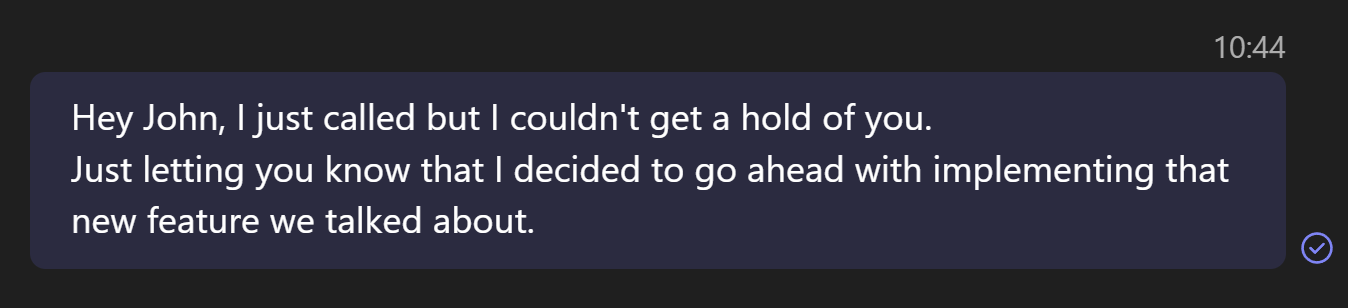 10:44
Hey John, I just called but I couldn't get a hold of you.
Just letting you know that I decided to go ahead with implementing that
new feature we talked about.